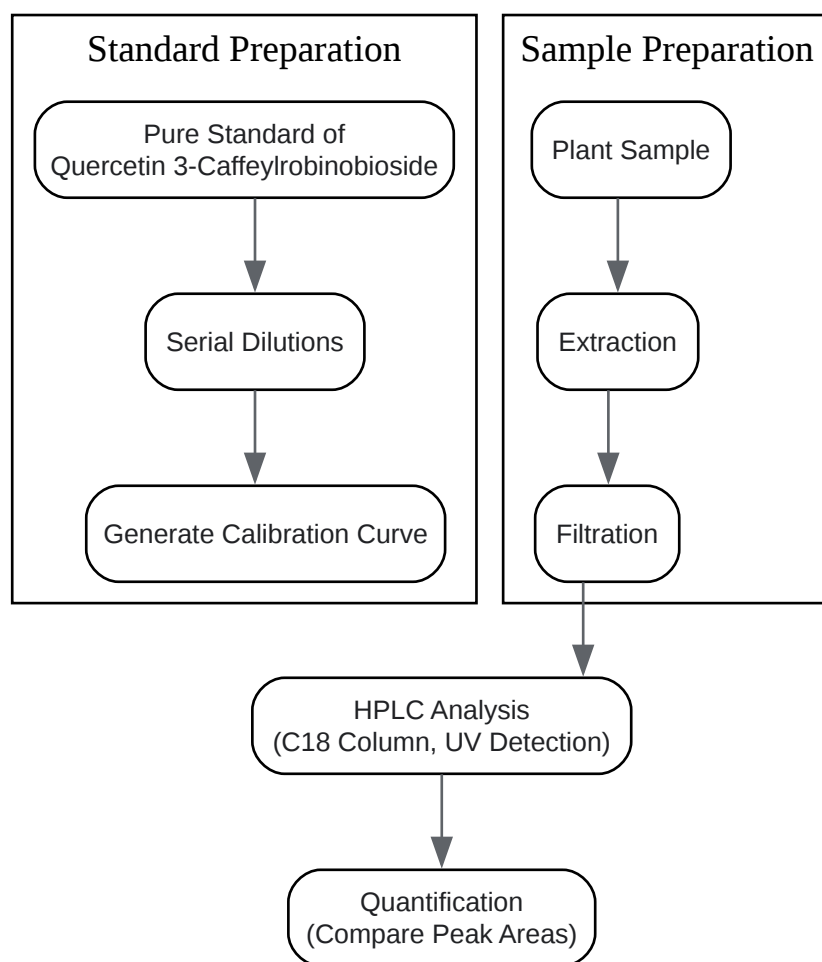 Standard Preparation
Pure Standard of
Quercetin 3-Caffeylrobinobioside
Serial Dilutions
Generate Calibration Curve
Sample Preparation
Plant Sample
Extraction
Filtration
HPLC Analysis
(C18 Column, UV Detection)
Quantification
(Compare Peak Areas)